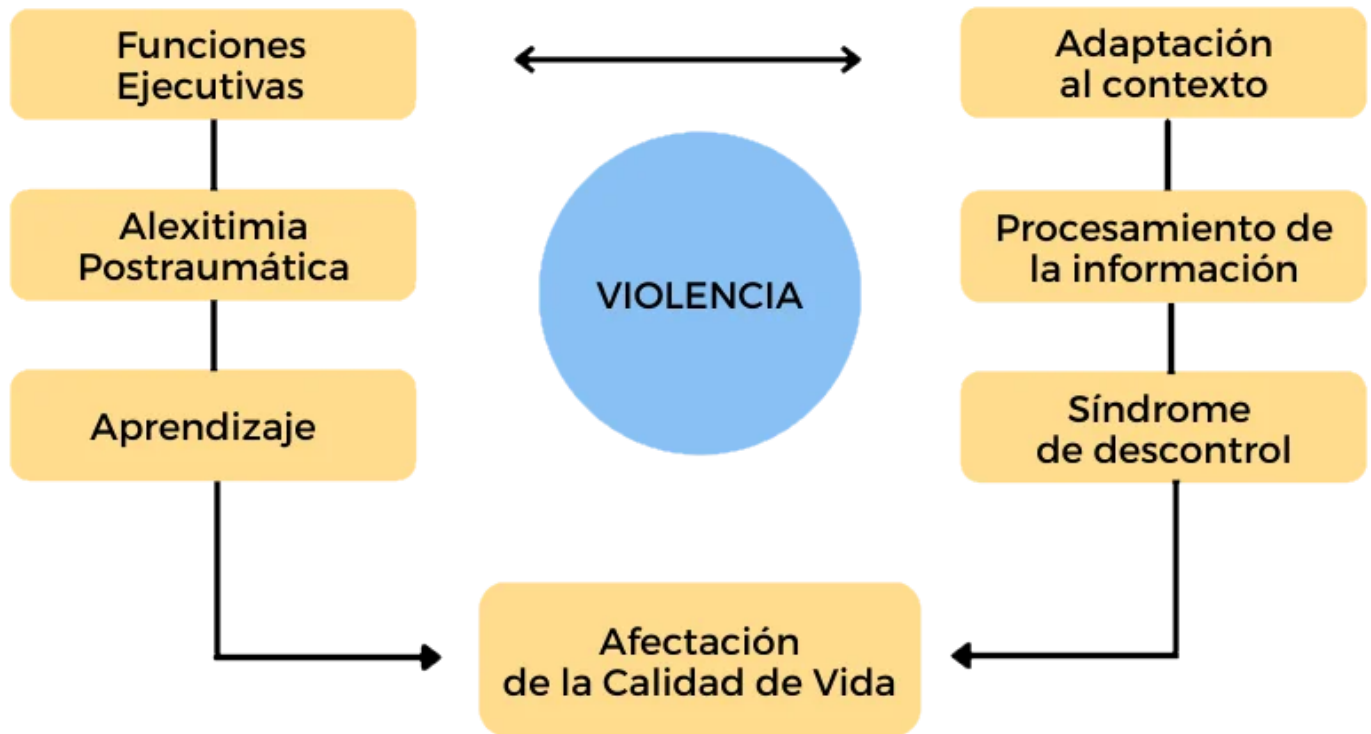 Funciones
Ejecutivas
Adaptación
al contexto
Alexitimia
Postraumática
VIOLENCIA
Procesamiento de
la información
Aprendizaje
Síndrome
de descontrol
Afectación
de la Calidad de Vida